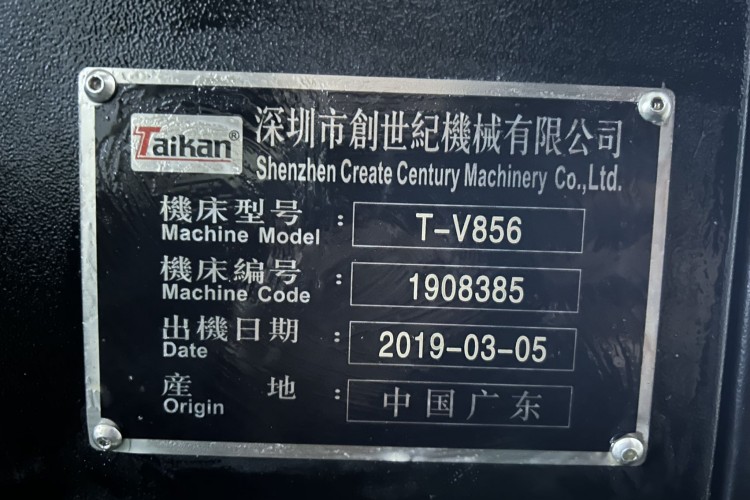 Taikan® 深圳市創世紀機械有限公司
Shenzhen Create Century Machinery Co.,Ltd.
機床型号 : T-V856
Machine Model
機床編号 : 1908385
Machine Code
出機日期 : 2019-03-05
Date
產 地 : 中国广东
Origin